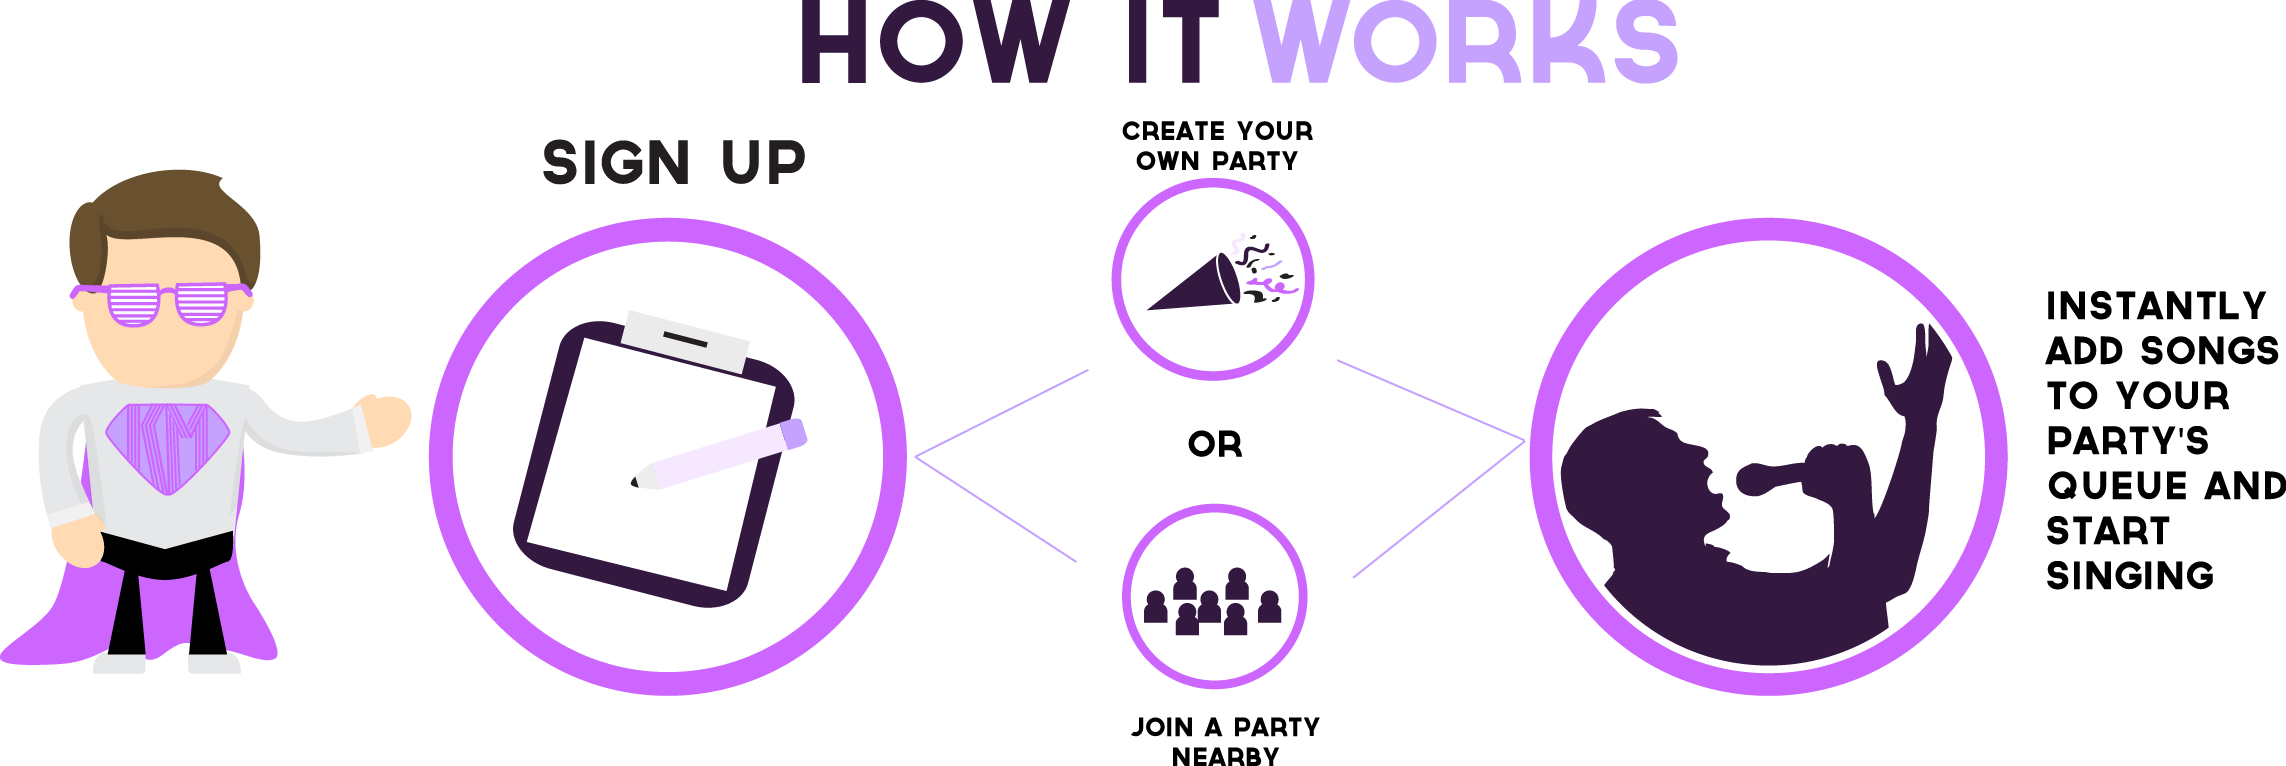 HOW IT WORKS
SIGN UP
CREATE YOUR
OWN PARTY
OR
JOIN A PARTY
NEARBY
INSTANTLY
ADD SONGS
TO YOUR
PARTY'S
QUEUE AND
START
SINGING
KM